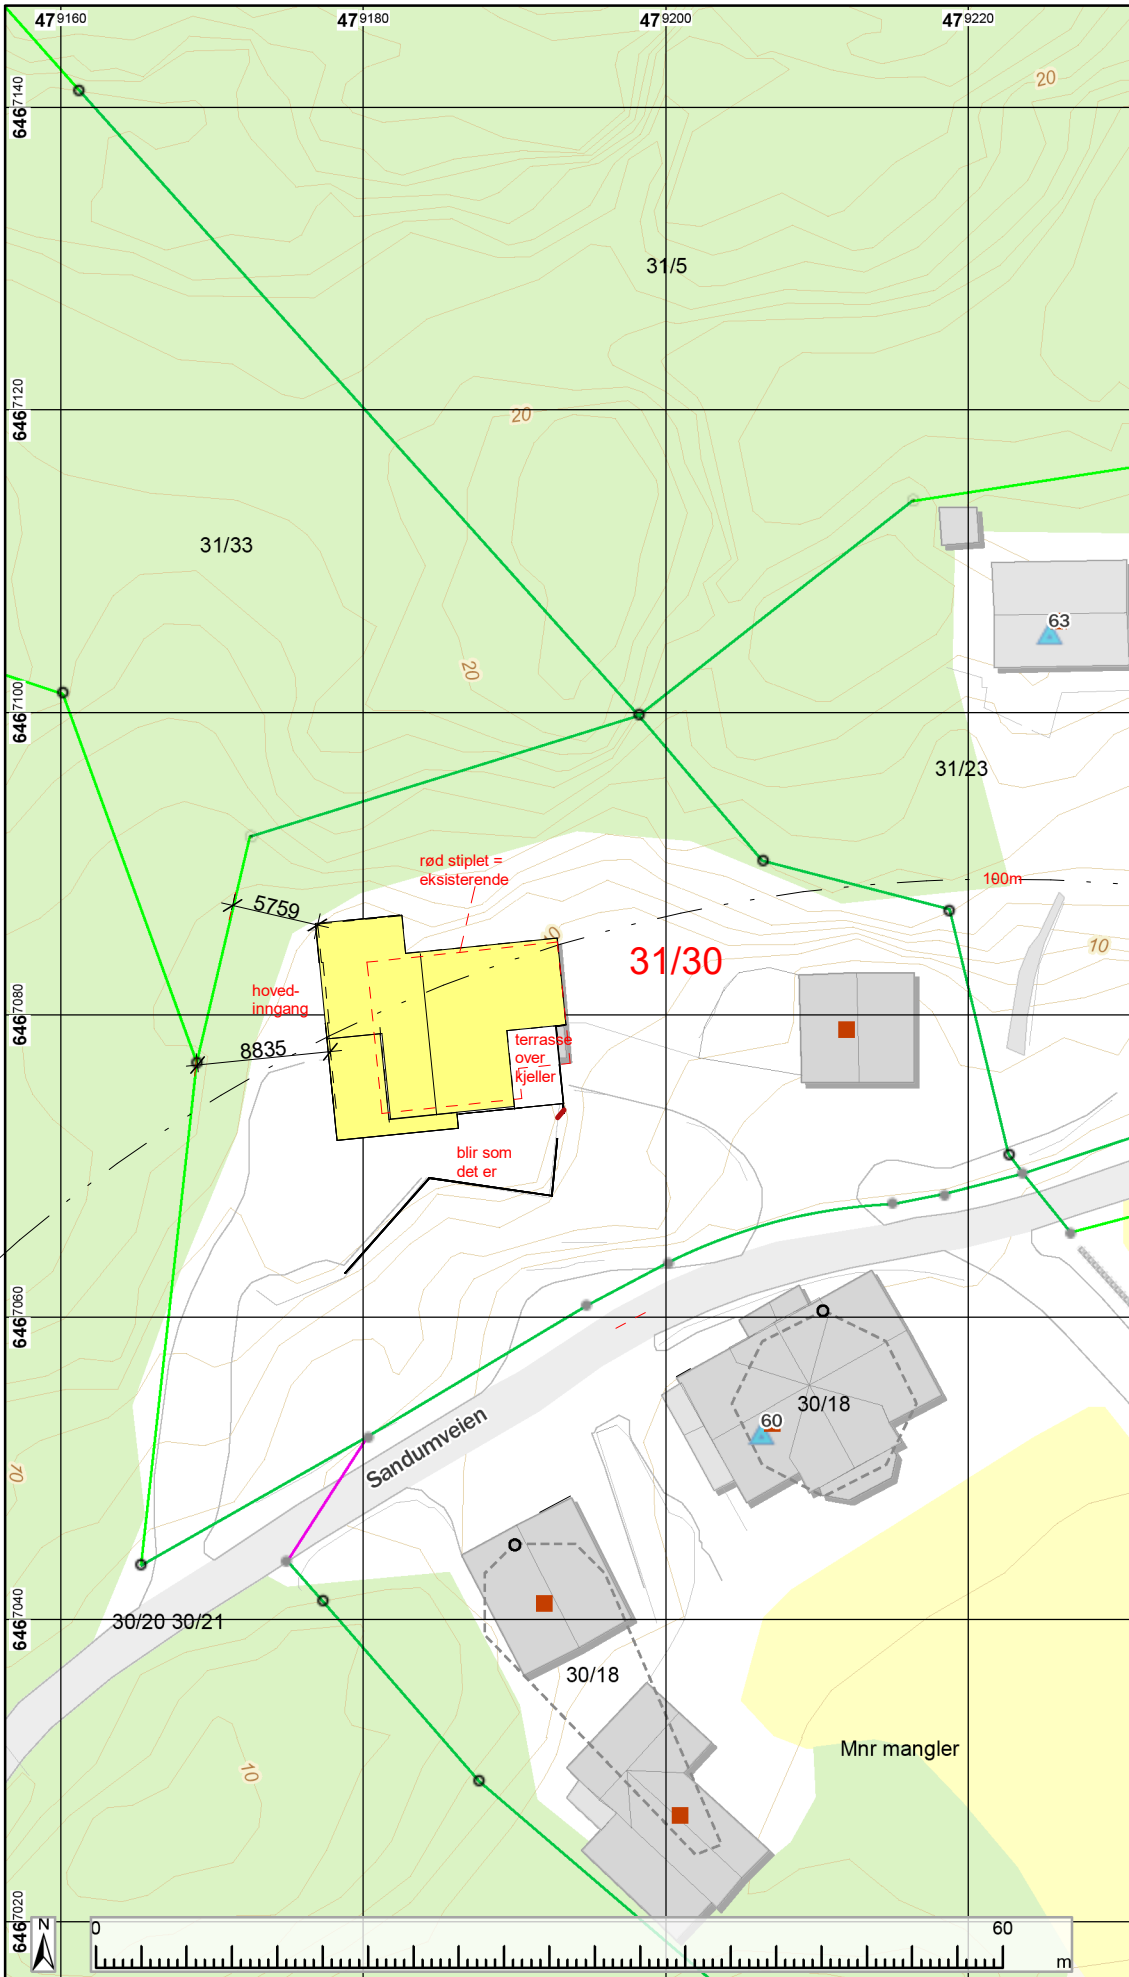 479160
479180
479200
479220
6467140
20
31/5
6467120
20
31/33
63
20
6467100
31/23
rød stiplet =
eksisterende
100m
5759
10
31/30
10
hoved-
inngang
6467080
terrasse
over
kjeller
8835
blir som
det er
6467060
30/18
60
Sandumveien
10
6467040
30/20 30/21
30/18
Mnr mangler
10
6467020
N
0
60
m